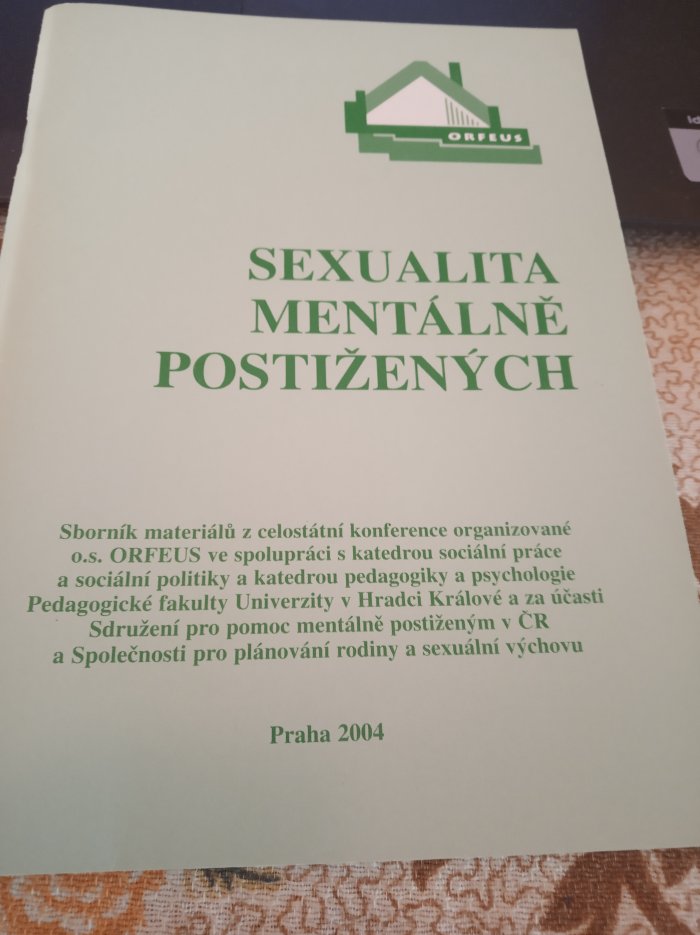 ORFEUS
Id
SEXUALITA
MENTÁLNĚ
POSTIŽENÝCH
Sborník materiálů z celostátní konference organizované
o.s. ORFEUS ve spolupráci s katedrou sociální práce
a sociální politiky a katedrou pedagogiky a psychologie
Pedagogické fakulty Univerzity v Hradci Králové a za účasti
Sdružení pro pomoc mentálně postiženým v ČR
a Společnosti pro plánování rodiny a sexuální výchovu
Praha 2004